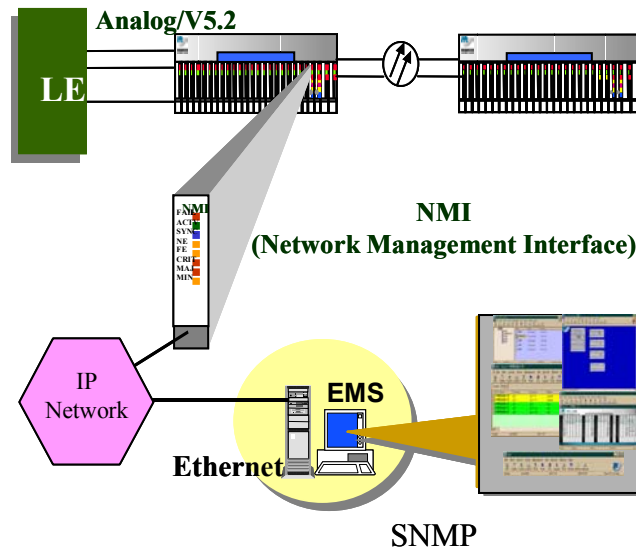 Analog/V5.2
LE
NMI
FAIL
ACT
SYN
NE
FE
CRIT
MAJ
MIN
NMI
(Network Management Interface)
IP
Network
EMS
Ethernet
SNMP